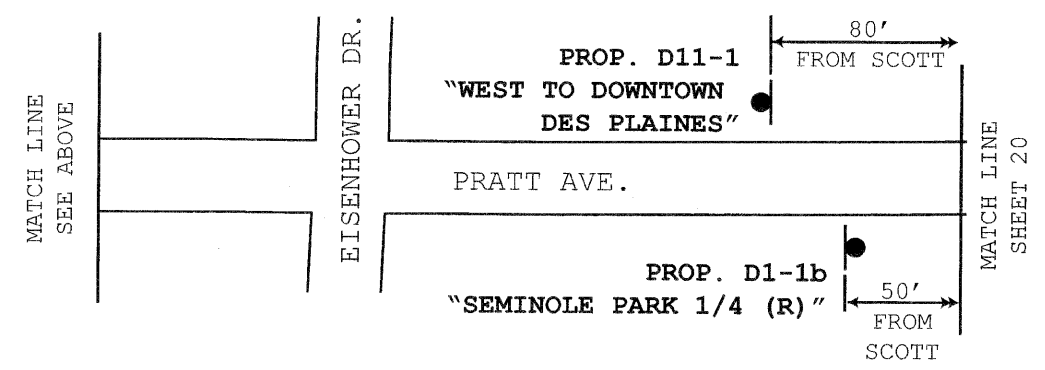 MATCH LINE
SEE ABOVE
EISENHOWER DR.
PROP. D11-1
"WEST TO DOWNTOWN
DES PLAINES"
80'
FROM SCOTT
PRATT AVE.
PROP. D1-1b
"SEMINOLE PARK 1/4 (R)"
50'
FROM
SCOTT
MATCH LINE
SHEET 20